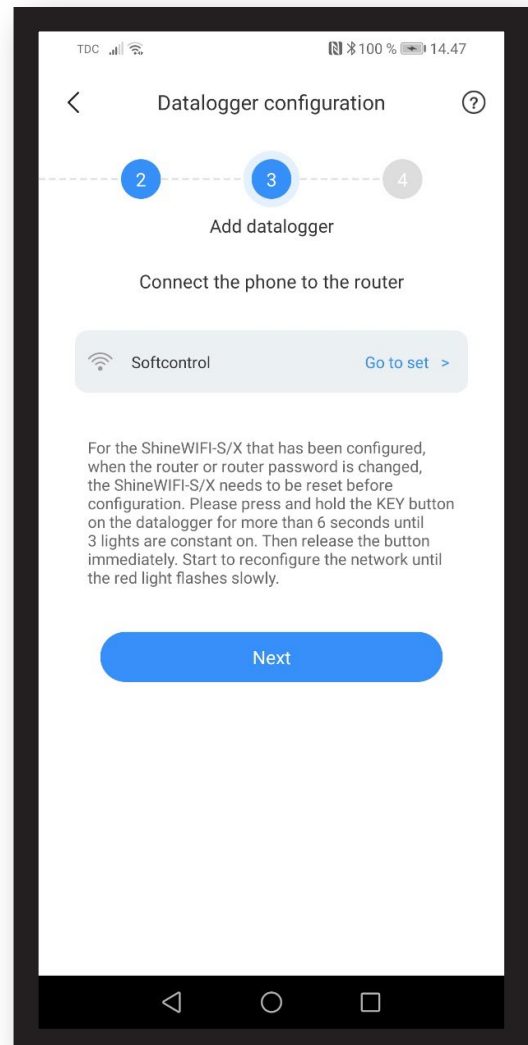 TDC
100 % 14.47
Datalogger configuration ?
2 3 4
Add datalogger
Connect the phone to the router
Softcontrol Go to set >
For the ShineWIFI-S/X that has been configured,
when the router or router password is changed,
the ShineWIFI-S/X needs to be reset before
configuration. Please press and hold the KEY button
on the datalogger for more than 6 seconds until
3 lights are constant on. Then release the button
immediately. Start to reconfigure the network until
the red light flashes slowly.
Next